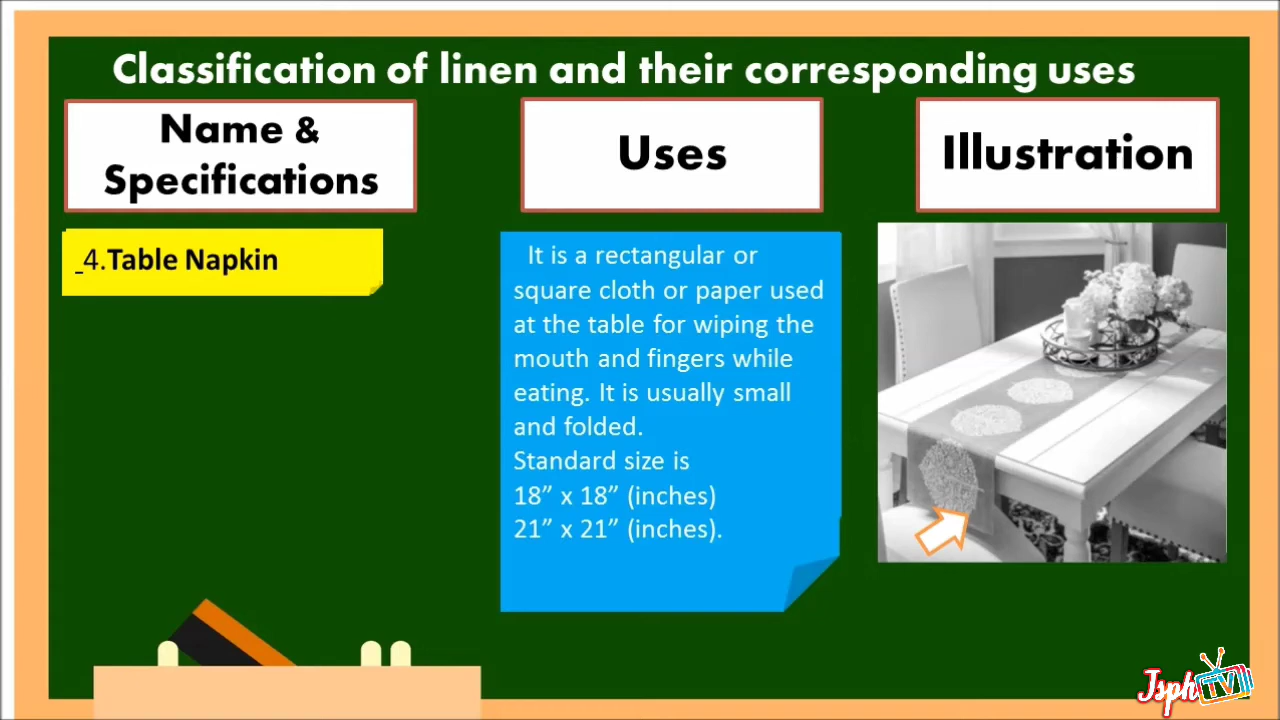 Classification of linen and their corresponding uses
Name &
Specifications
Uses
Illustration
4.Table Napkin
It is a rectangular or
square cloth or paper used
at the table for wiping the
mouth and fingers while
eating. It is usually small
and folded.
Standard size is
18” x 18” (inches)
21” x 21” (inches).
Jsph TV